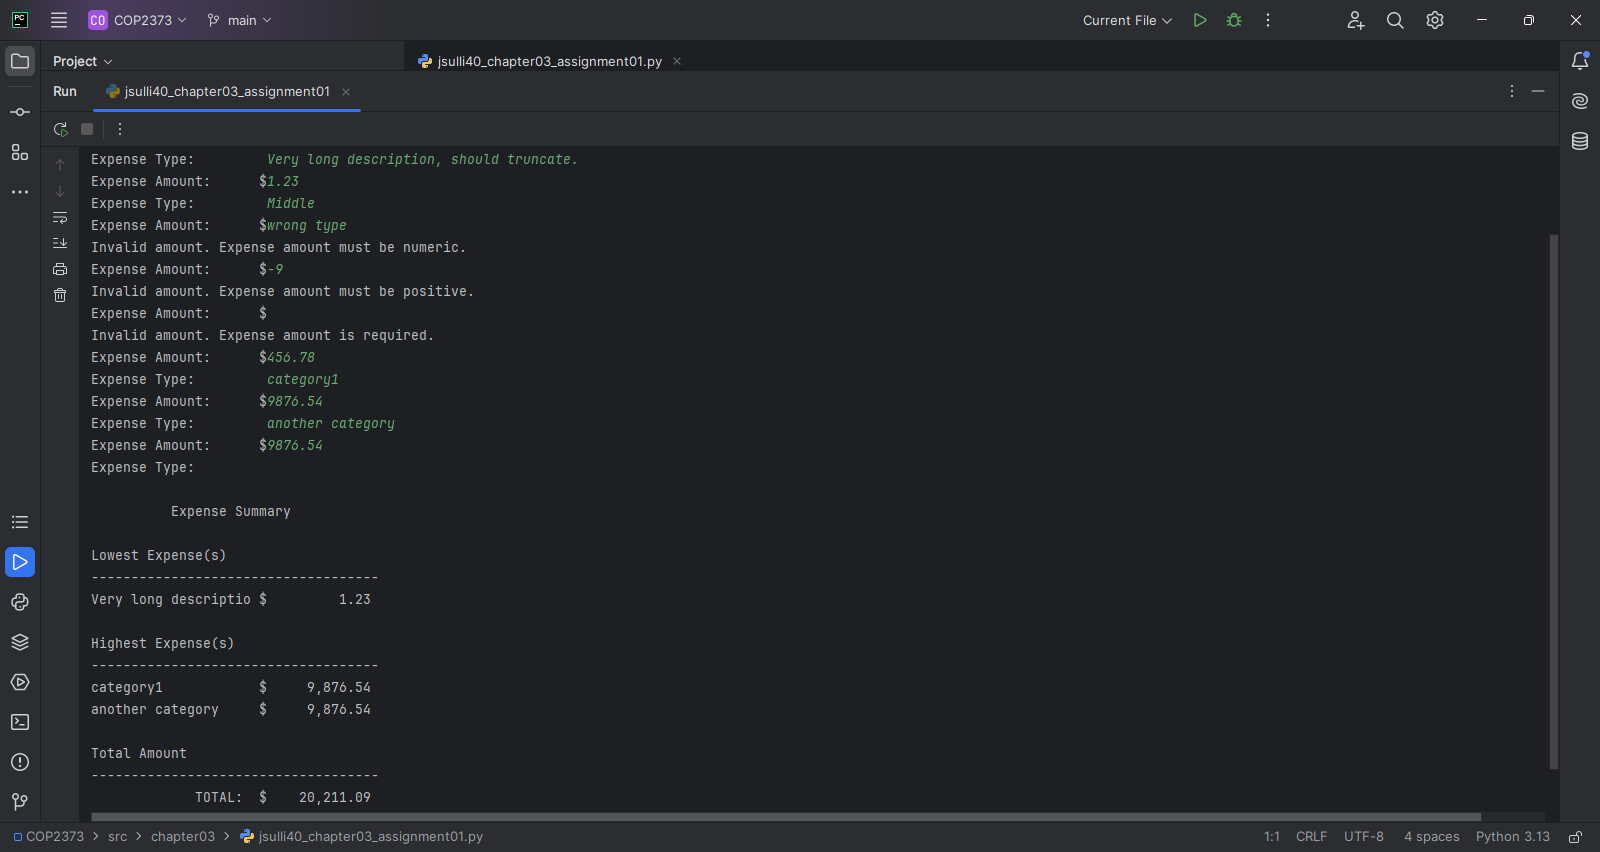 PC CO COP2373 main Current File
Project jsulli40_chapter03_assignment01.py
Run jsulli40_chapter03_assignment01
Expense Type: Very long description, should truncate.
Expense Amount: $1.23
Expense Type: Middle
Expense Amount: $wrong type
Invalid amount. Expense amount must be numeric.
Expense Amount: $-9
Invalid amount. Expense amount must be positive.
Expense Amount: $
Invalid amount. Expense amount is required.
Expense Amount: $456.78
Expense Type: category1
Expense Amount: $9876.54
Expense Type: another category
Expense Amount: $9876.54
Expense Type:
Expense Summary
Lowest Expense(s)
------------------------------------
Very long descriptio $ 1.23
Highest Expense(s)
------------------------------------
category1 $ 9,876.54
another category $ 9,876.54
Total Amount
------------------------------------
TOTAL: $ 20,211.09
COP2373 > src > chapter03 > jsulli40_chapter03_assignment01.py 1:1 CRLF UTF-8 4 spaces Python 3.13